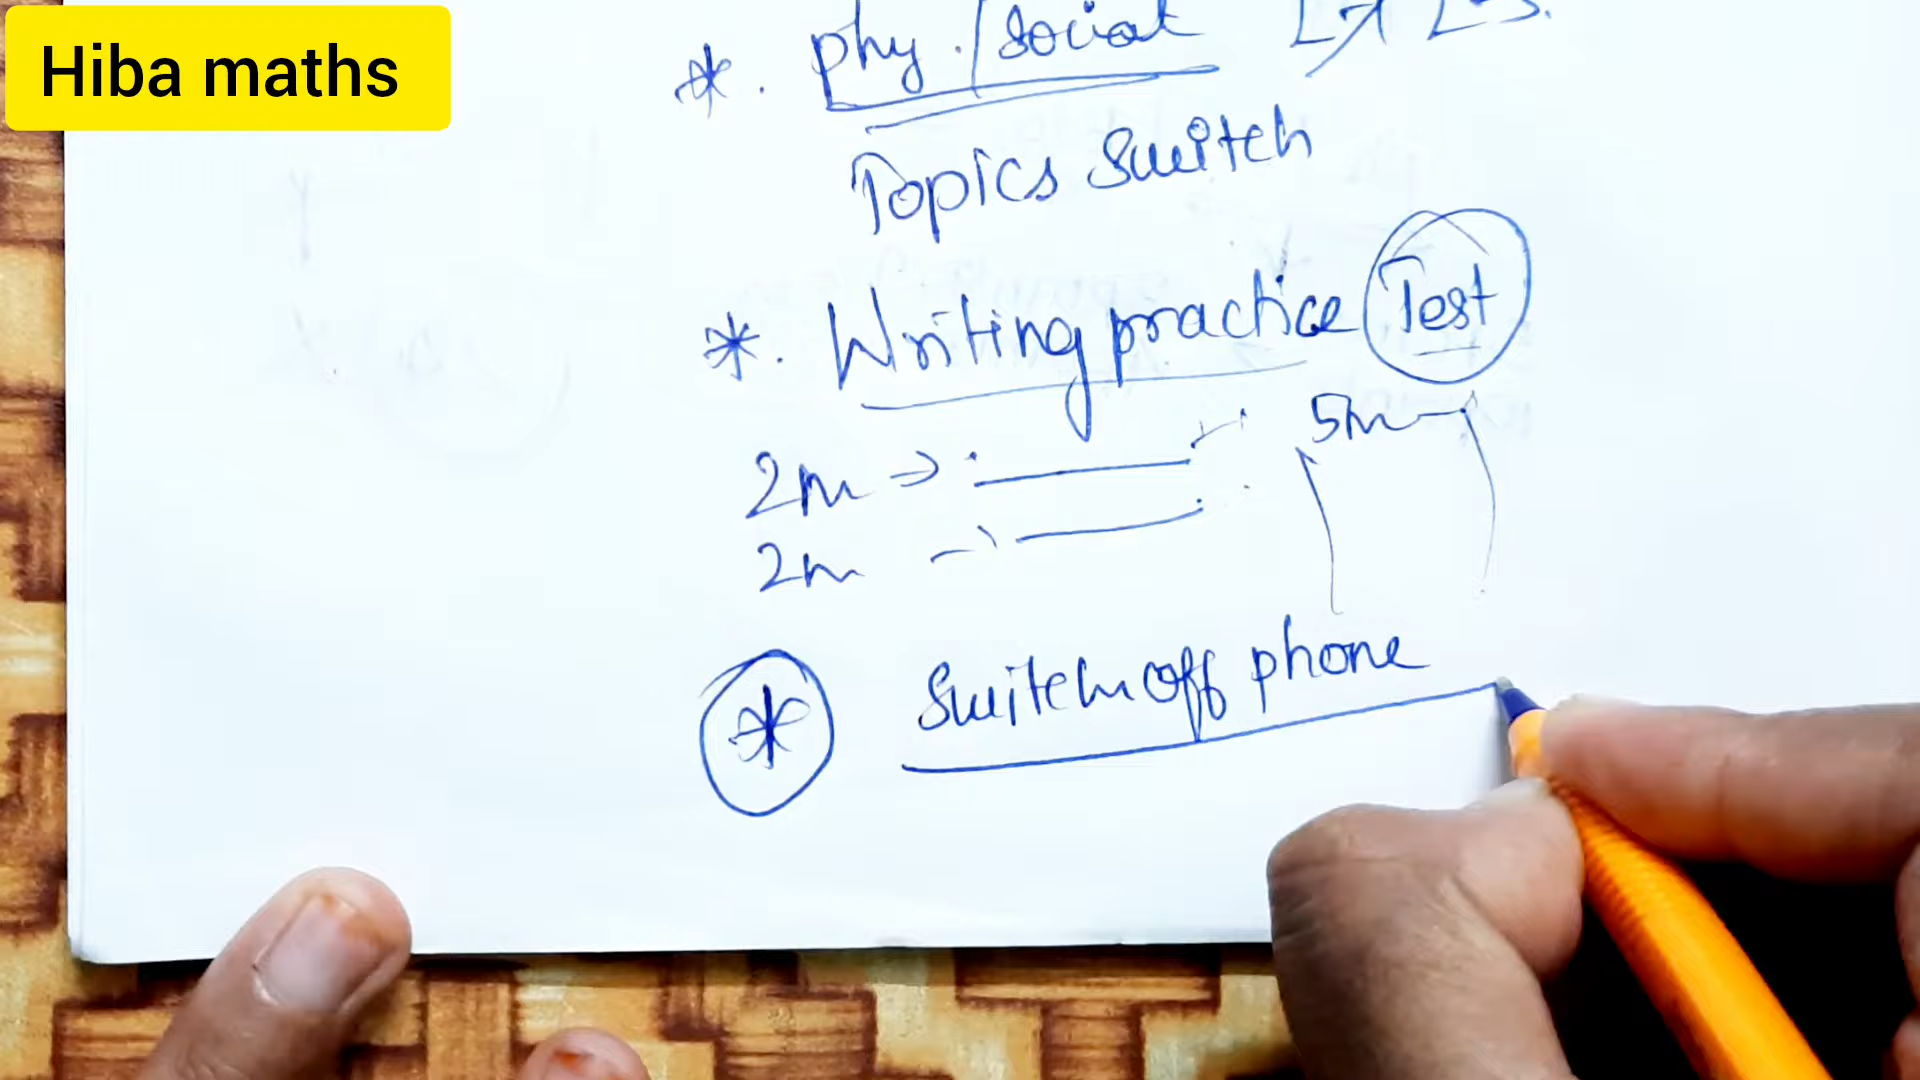 Hiba maths
*. phy. / Social
Topics Switch
*. Writing practice Test
2m →
5m
2m →
* Switch off phone